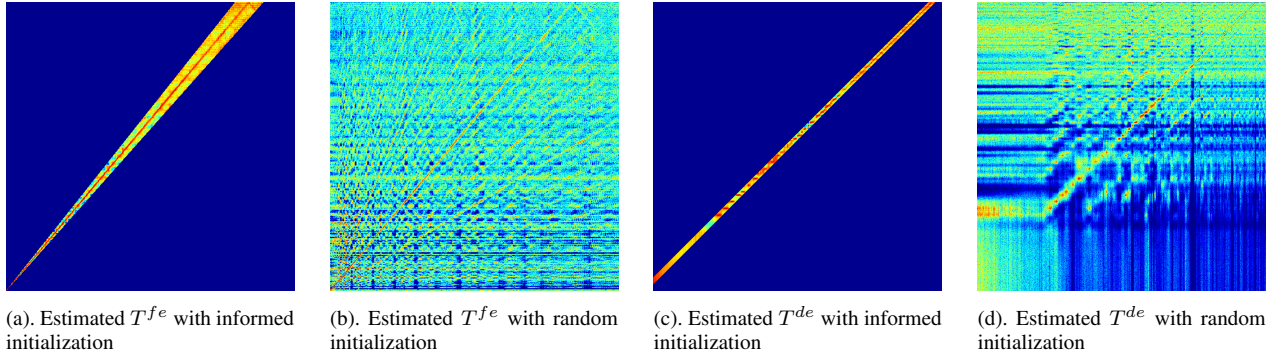 (a). Estimated T^{fe} with informed
initialization
(b). Estimated T^{fe} with random
initialization
(c). Estimated T^{de} with informed
initialization
(d). Estimated T^{de} with random
initialization